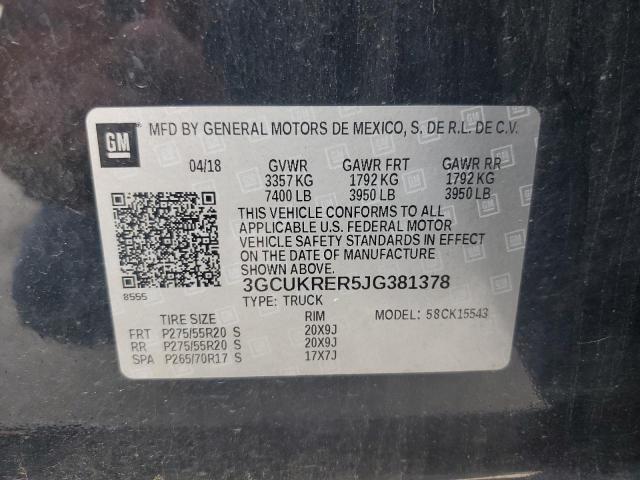 GM MFD BY GENERAL MOTORS DE MEXICO, S. DE R.L. DE C.V.
04/18 GVWR GAWR FRT GAWR RR
3357 KG 1792 KG 1792 KG
7400 LB 3950 LB 3950 LB
THIS VEHICLE CONFORMS TO ALL
APPLICABLE U.S. FEDERAL MOTOR
VEHICLE SAFETY STANDARDS IN EFFECT
ON THE DATE OF MANUFACTURE
SHOWN ABOVE.
8555 3GCUKRER5JG381378
TYPE: TRUCK
TIRE SIZE RIM MODEL: 58CK15543
FRT P275/55R20 S 20X9J
RR P275/55R20 S 20X9J
SPA P265/70R17 S 17X7J